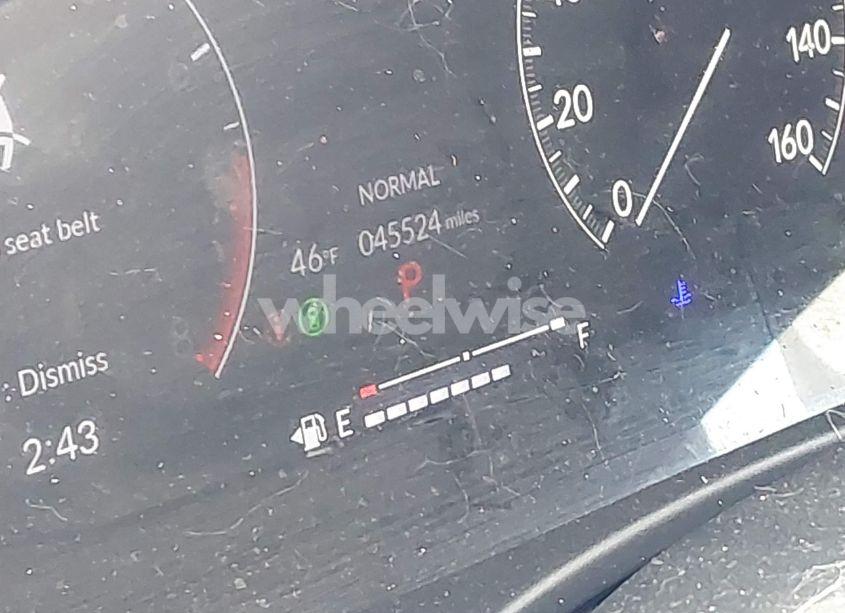 140
20
160
0
NORMAL
seat belt
045524 miles
46°F
P
wheelwise
F
: Dismiss
E
2:43